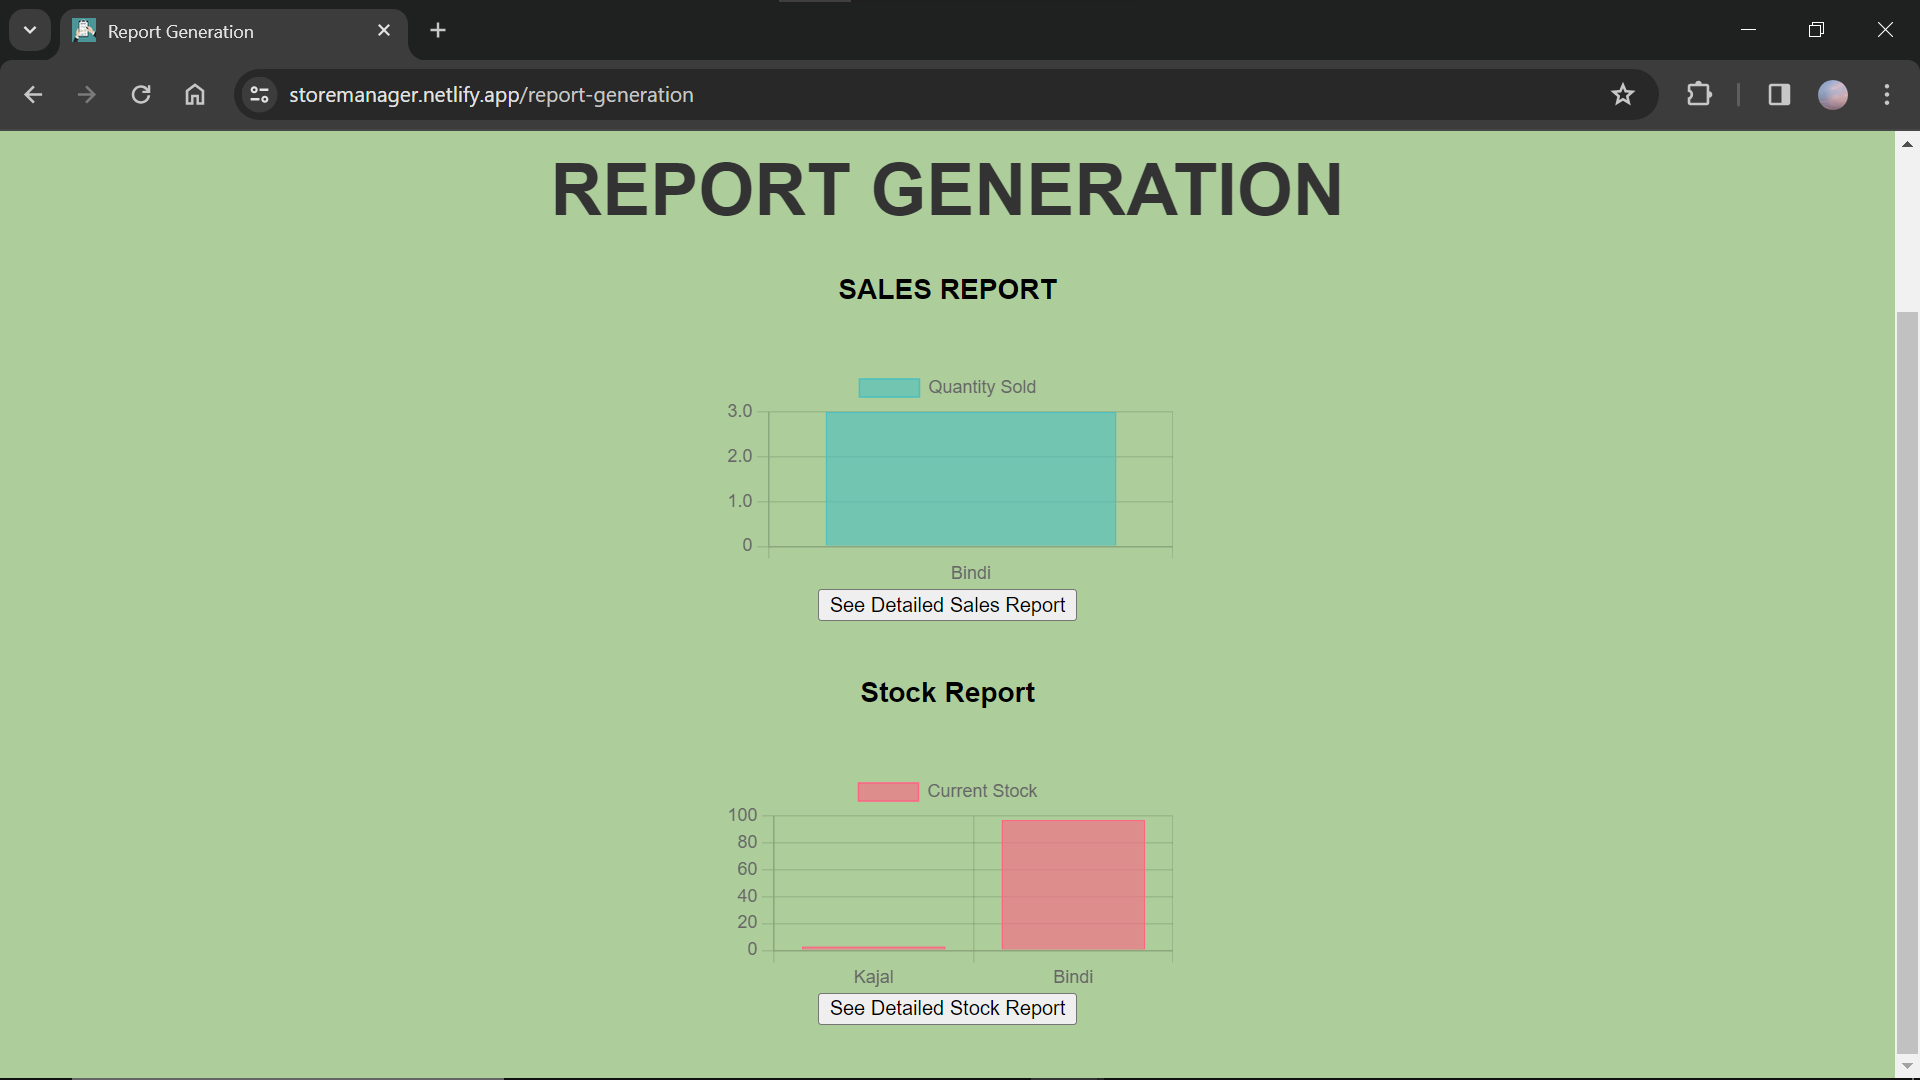 Report Generation
storemanager.netlify.app/report-generation
REPORT GENERATION
SALES REPORT
Quantity Sold
3.0
2.0
1.0
0
Bindi
See Detailed Sales Report
Stock Report
Current Stock
100
80
60
40
20
0
Kajal Bindi
See Detailed Stock Report